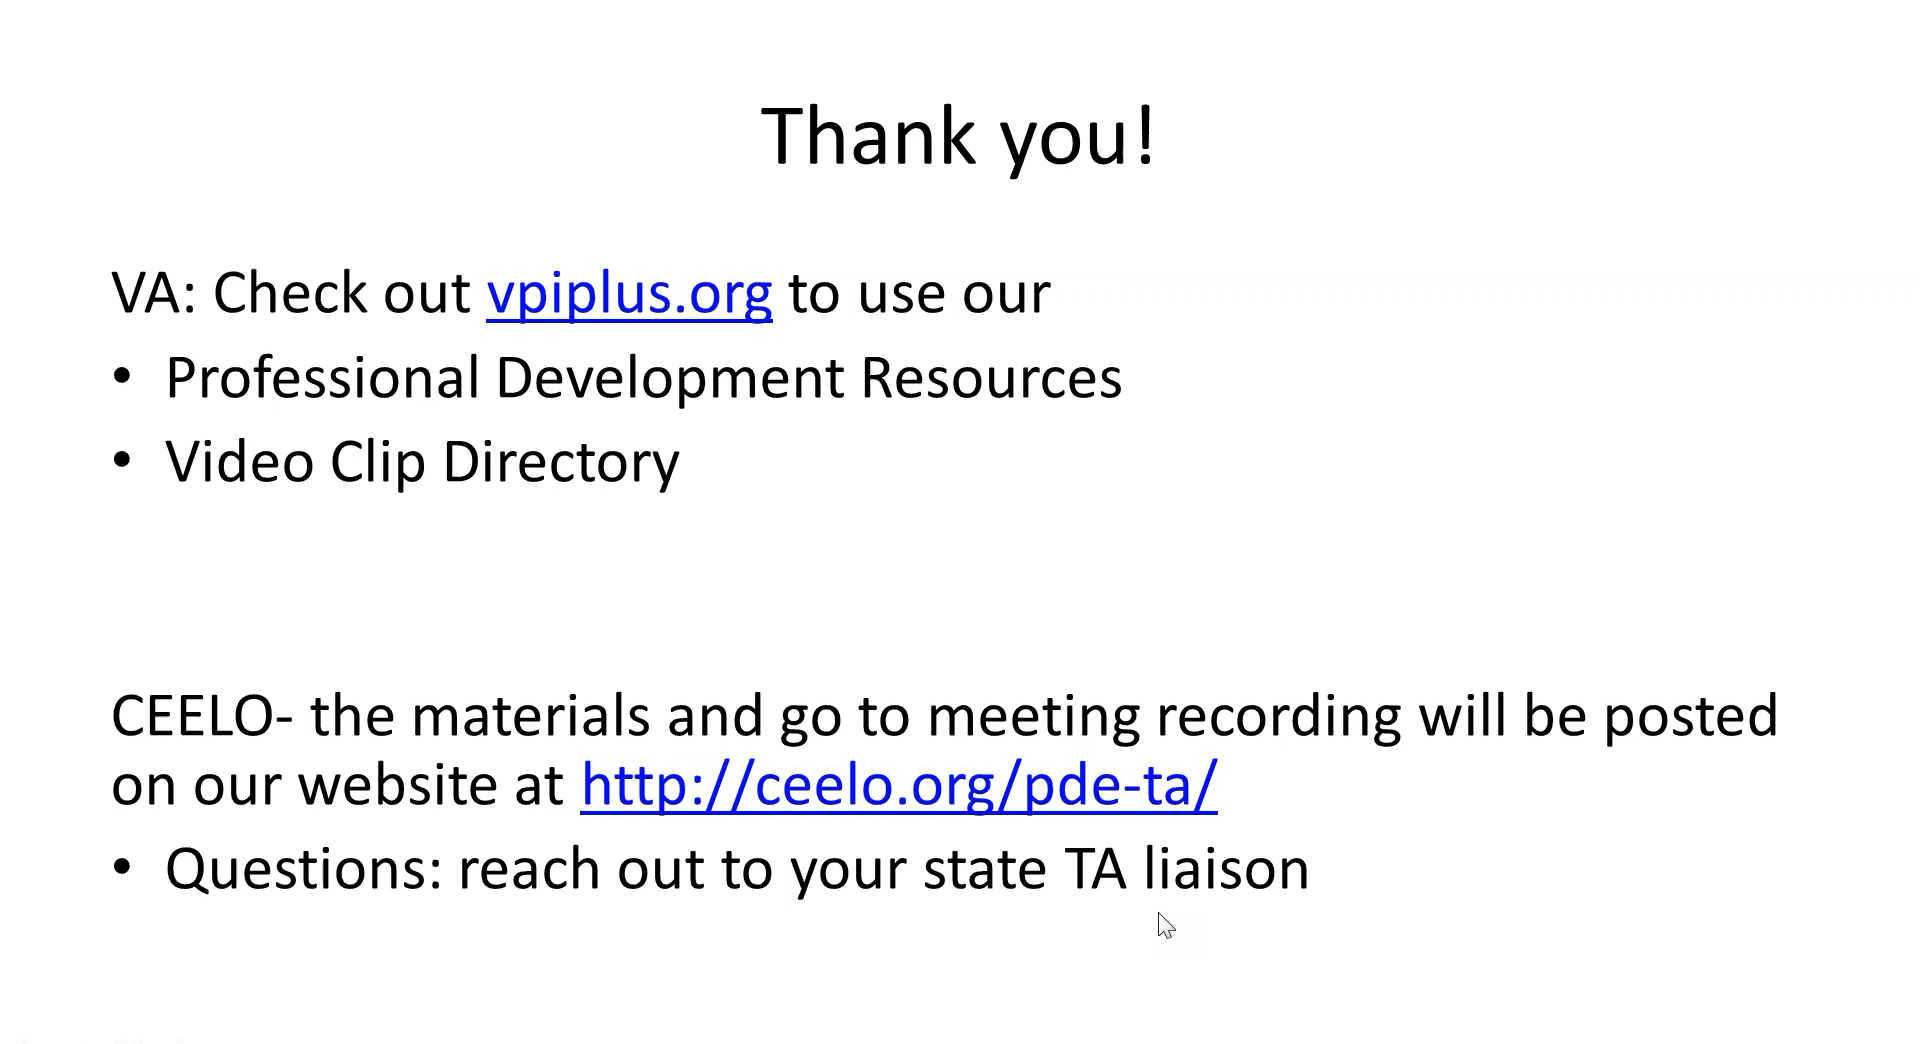 Thank you!
VA: Check out vpiplus.org to use our
• Professional Development Resources
• Video Clip Directory
CEELO- the materials and go to meeting recording will be posted
on our website at http://ceelo.org/pde-ta/
• Questions: reach out to your state TA liaison